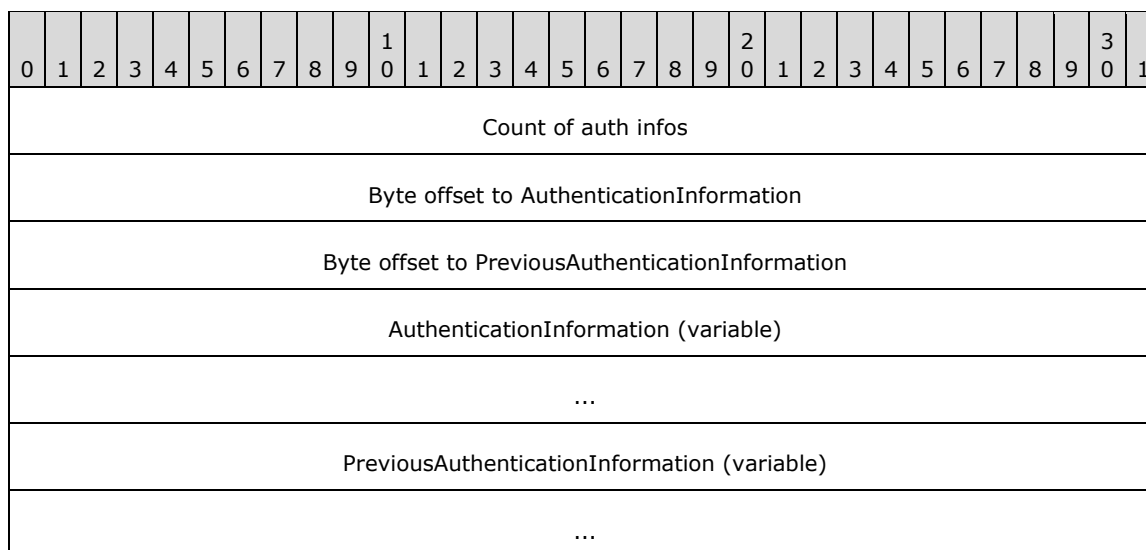 1 2 3
0 1 2 3 4 5 6 7 8 9 0 1 2 3 4 5 6 7 8 9 0 1 2 3 4 5 6 7 8 9 0 1
Count of auth infos
Byte offset to AuthenticationInformation
Byte offset to PreviousAuthenticationInformation
AuthenticationInformation (variable)
...
PreviousAuthenticationInformation (variable)
...